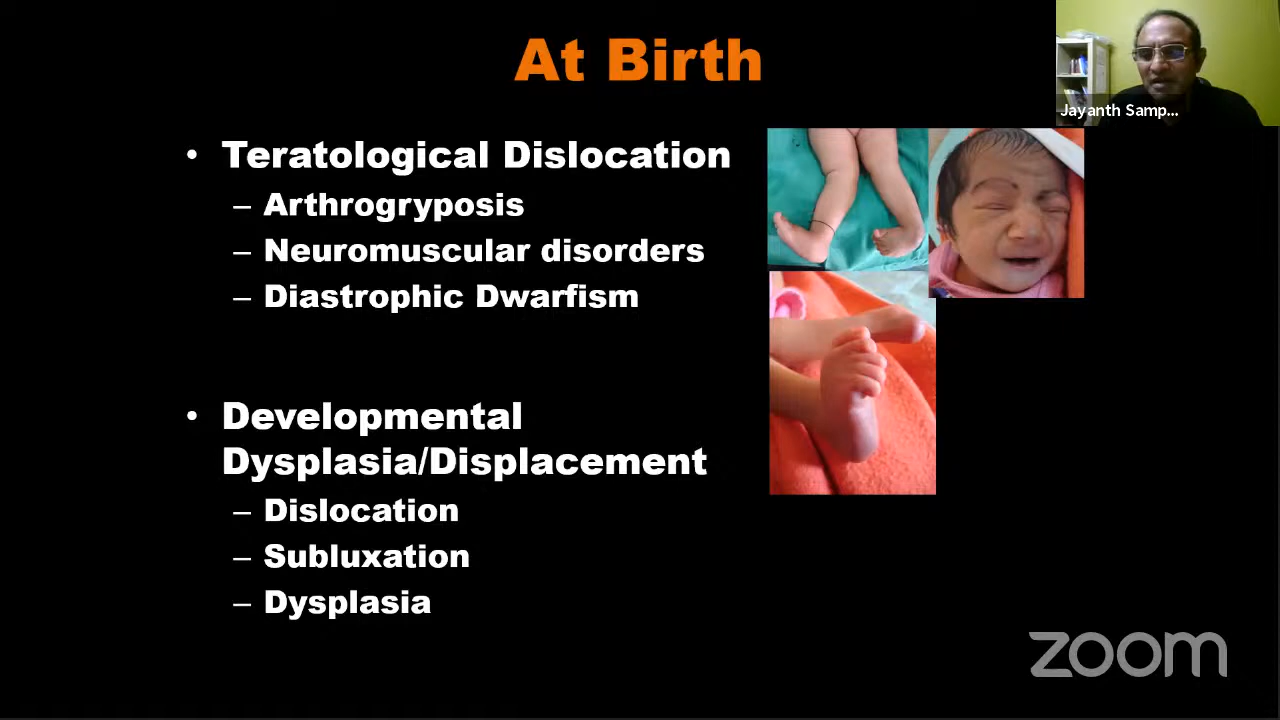 At Birth
Jayanth Samp...
• Teratological Dislocation
– Arthrogryposis
– Neuromuscular disorders
– Diastrophic Dwarfism
• Developmental
Dysplasia/Displacement
– Dislocation
– Subluxation
– Dysplasia
zoom